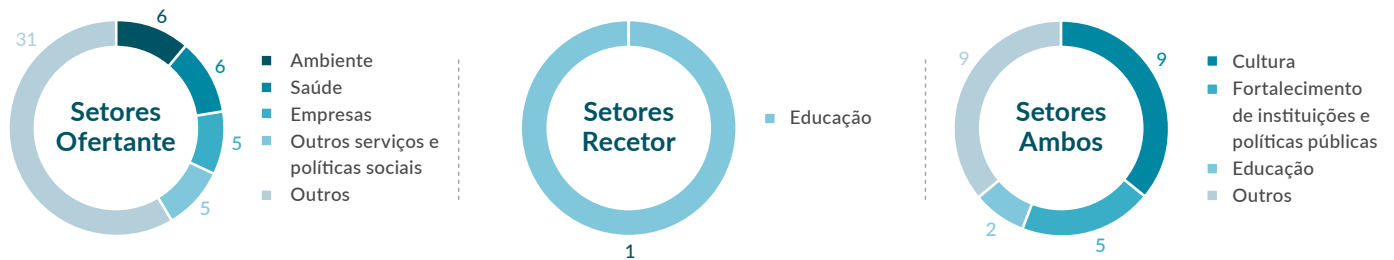 31
6
6
5
5
Setores
Ofertante
Ambiente
Saúde
Empresas
Outros serviços e
políticas sociais
Outros
Setores
Recetor
1
Educação
9
9
5
2
Setores
Ambos
Cultura
Fortalecimento
de instituições e
políticas públicas
Educação
Outros